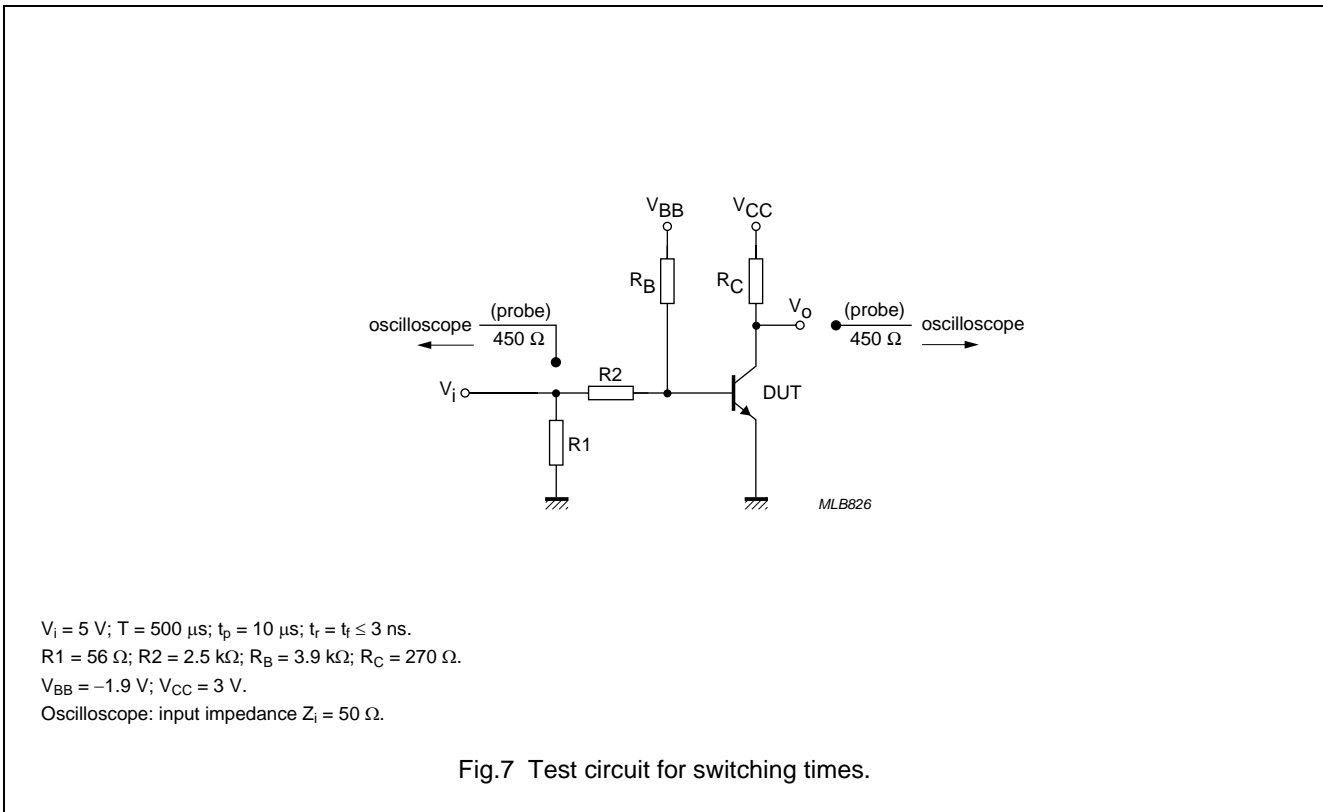 V_BB
V_CC
R_B
R_C
V_o
(probe)
450 Ω
oscilloscope
(probe)
450 Ω
oscilloscope
R2
V_i
DUT
R1
MLB826
V_i = 5 V; T = 500 μs; t_p = 10 μs; t_r = t_f ≤ 3 ns.
R1 = 56 Ω; R2 = 2.5 kΩ; R_B = 3.9 kΩ; R_C = 270 Ω.
V_BB = −1.9 V; V_CC = 3 V.
Oscilloscope: input impedance Z_i = 50 Ω.
Fig.7 Test circuit for switching times.